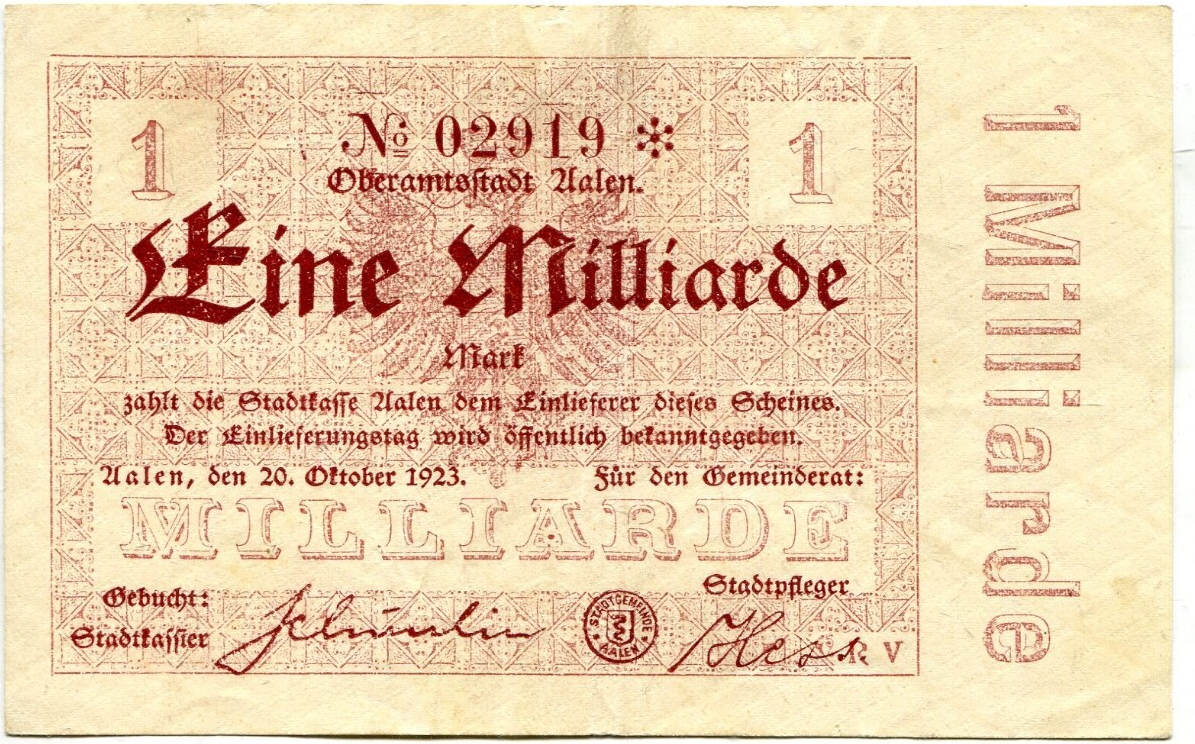 1
№ 02919 *
1
Oberamtsstadt Aalen.
Eine Milliarde
Mark
zahlt die Stadtkasse Aalen dem Einlieferer dieses Scheines.
Der Einlieferungstag wird öffentlich bekanntgegeben.
Aalen, den 20. Oktober 1923.
Für den Gemeinderat:
MILLIARDE
Stadtpfleger
Gebucht:
Stadtkassier
STADTGEMEINDE
AALEN
V
1 Milliarde